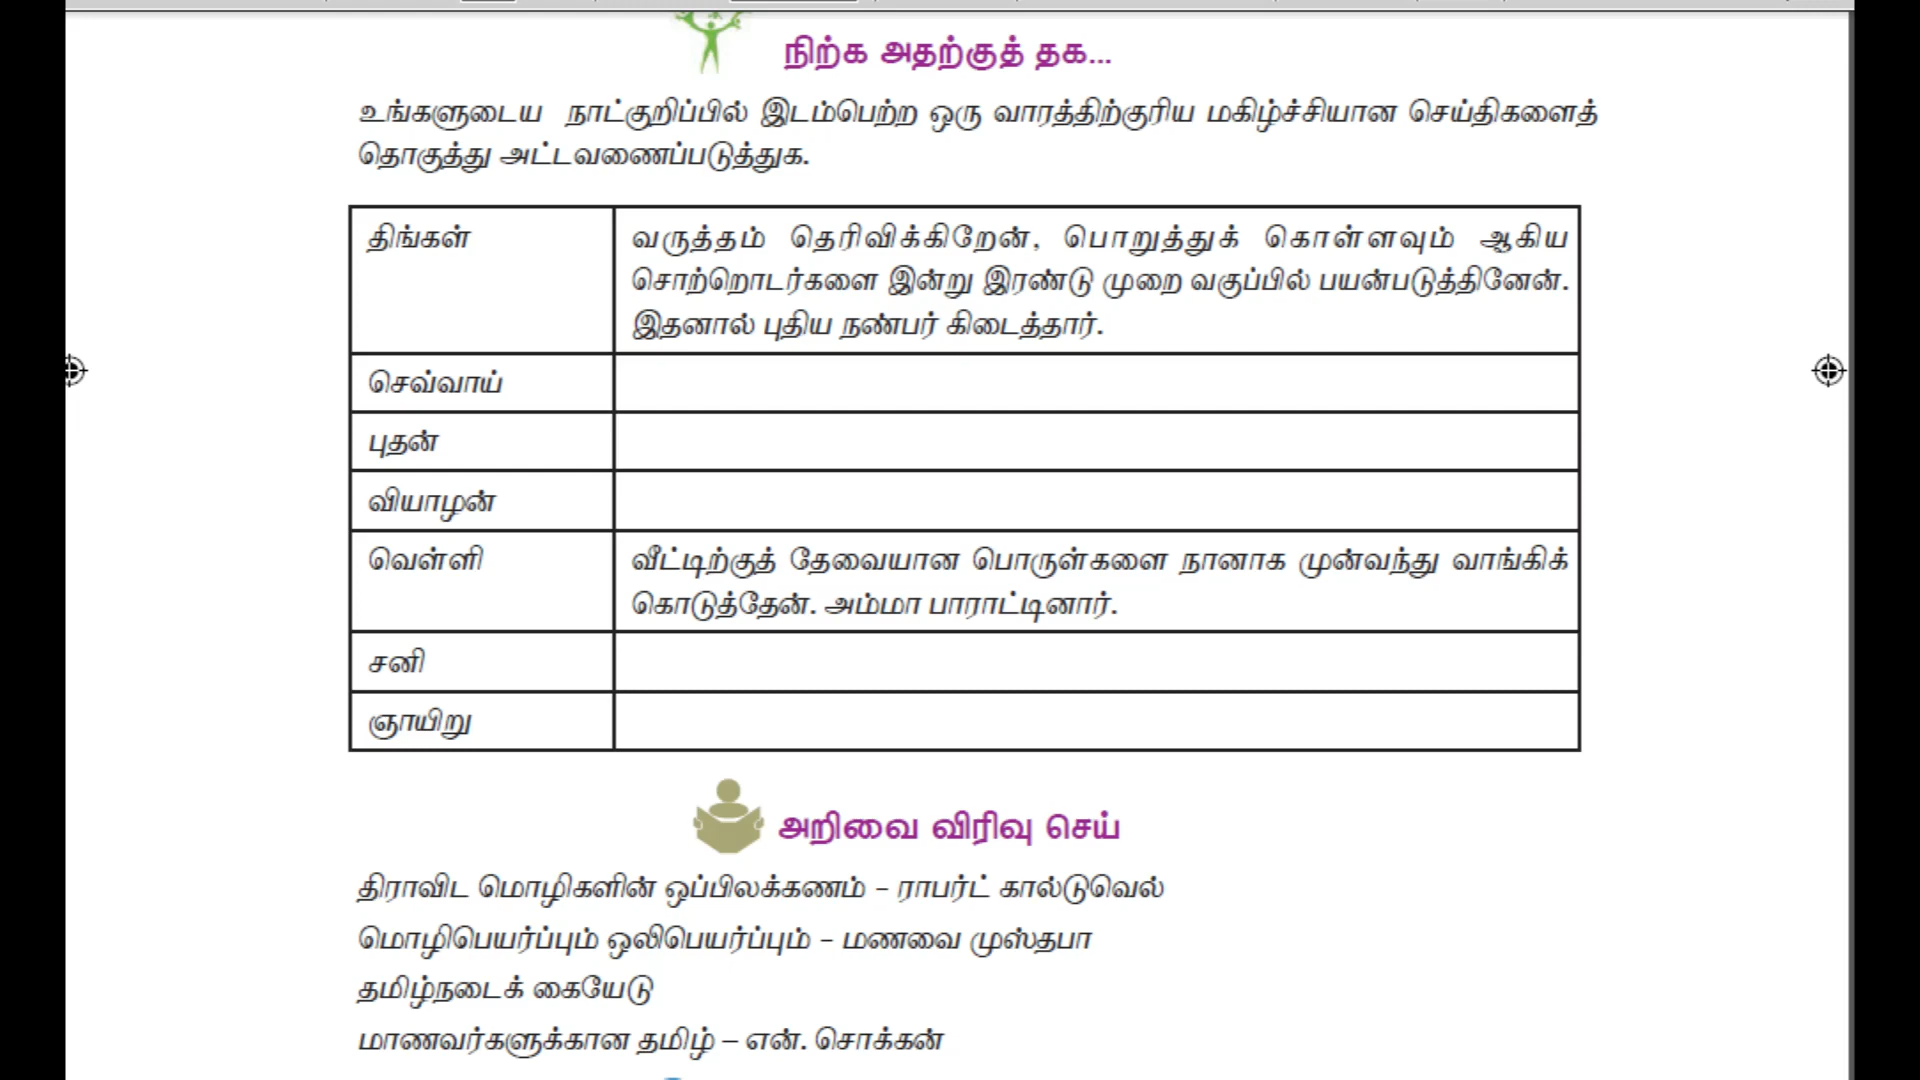 நிற்க அதற்குத் தக...
உங்களுடைய நாட்குறிப்பில் இடம்பெற்ற ஒரு வாரத்திற்குரிய மகிழ்ச்சியான செய்திகளைத்
தொகுத்து அட்டவணைப்படுத்துக.
திங்கள்
வருத்தம் தெரிவிக்கிறேன், பொறுத்துக் கொள்ளவும் ஆகிய
சொற்றொடர்களை இன்று இரண்டு முறை வகுப்பில் பயன்படுத்தினேன்.
இதனால் புதிய நண்பர் கிடைத்தார்.
செவ்வாய்
புதன்
வியாழன்
வெள்ளி
வீட்டிற்குத் தேவையான பொருள்களை நானாக முன்வந்து வாங்கிக்
கொடுத்தேன். அம்மா பாராட்டினார்.
சனி
ஞாயிறு
அறிவை விரிவு செய்
திராவிட மொழிகளின் ஒப்பிலக்கணம் - ராபர்ட் கால்டுவெல்
மொழிபெயர்ப்பும் ஒலிபெயர்ப்பும் - மணவை முஸ்தபா
தமிழ்நடைக் கையேடு
மாணவர்களுக்கான தமிழ் – என். சொக்கன்